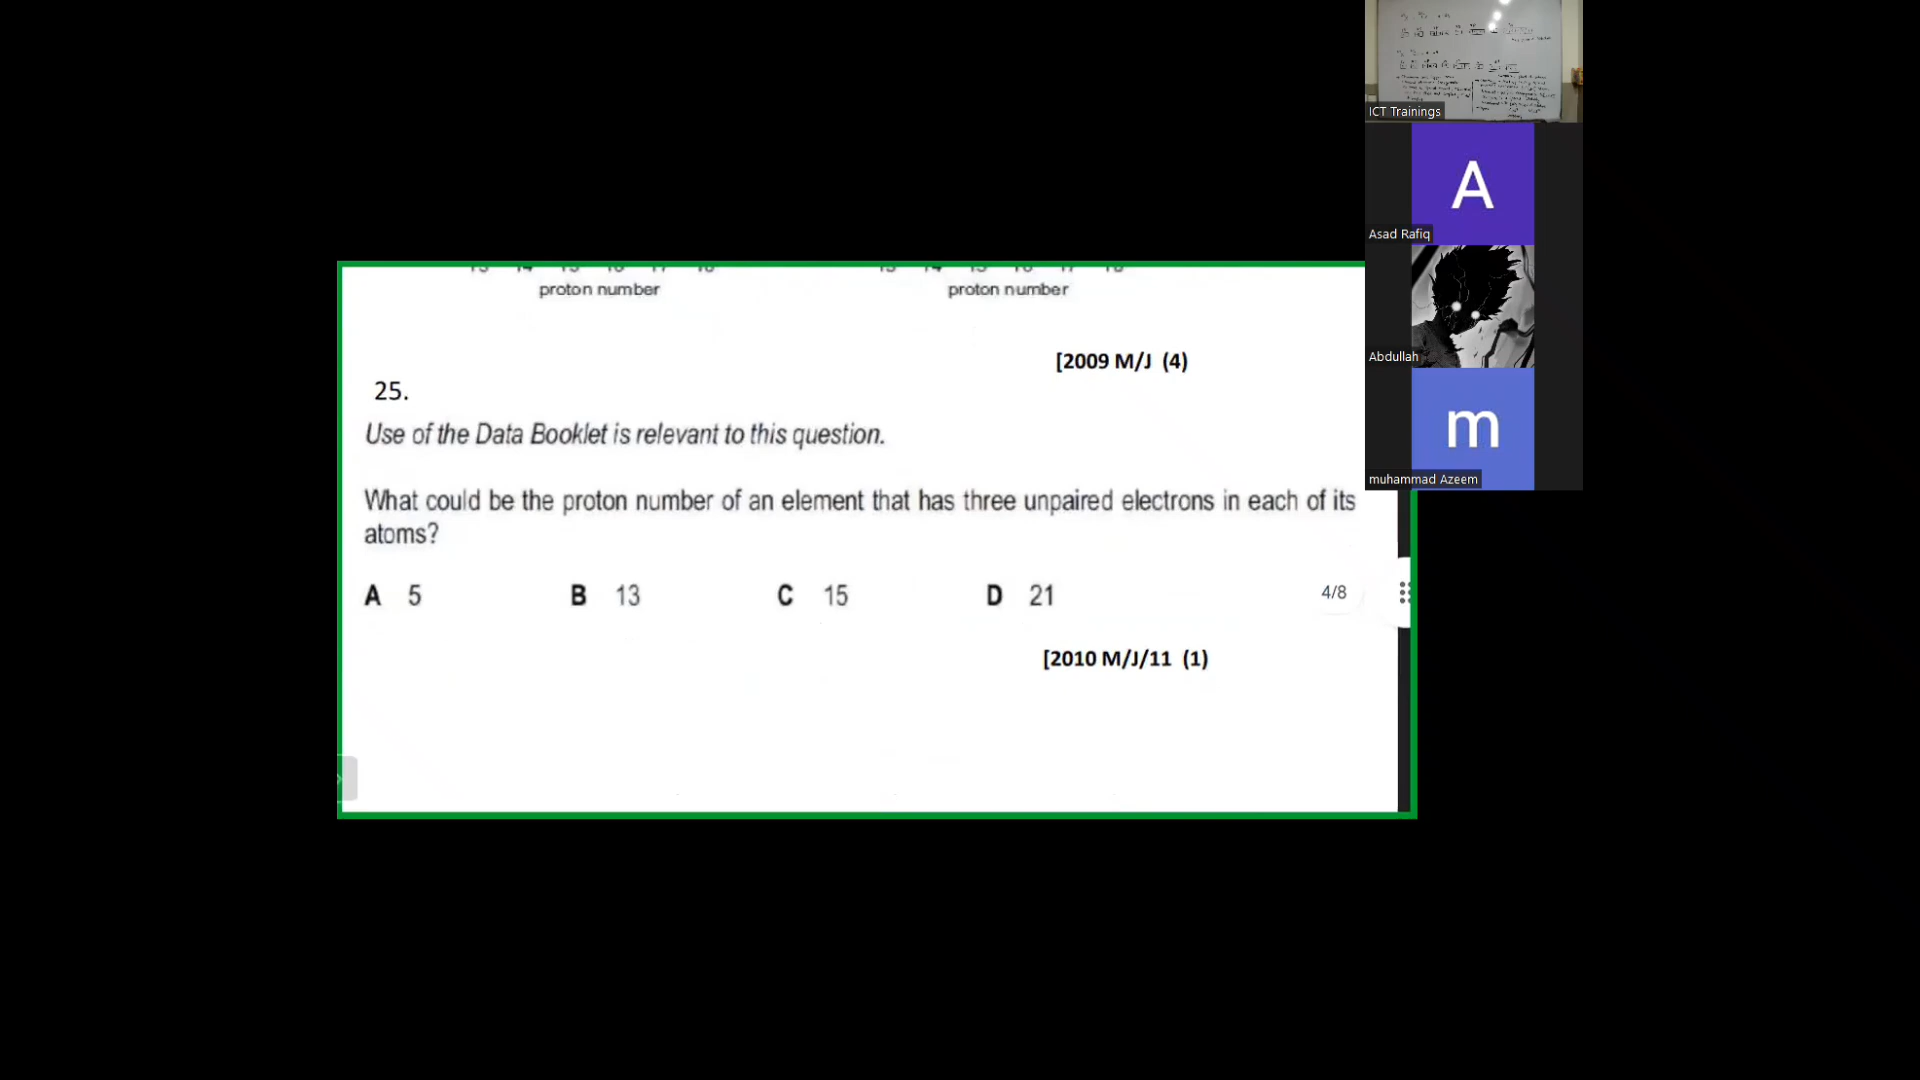 proton number proton number
[2009 M/J (4)
25.
Use of the Data Booklet is relevant to this question.
What could be the proton number of an element that has three unpaired electrons in each of its
atoms?
A 5 B 13 C 15 D 21
4/8
[2010 M/J/11 (1)
ICT Trainings
A
Asad Rafiq
Abdullah
m
muhammad Azeem